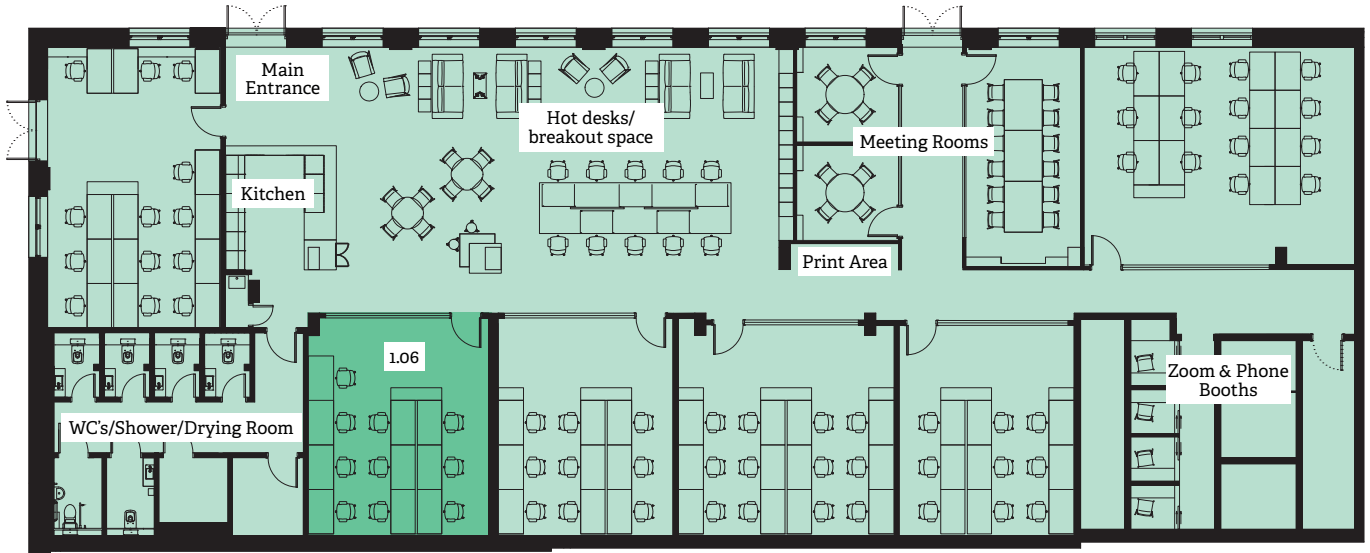 Main
Entrance
Hot desks/
breakout space
Meeting Rooms
Kitchen
Print Area
1.06
Zoom & Phone
Booths
WC's/Shower/Drying Room